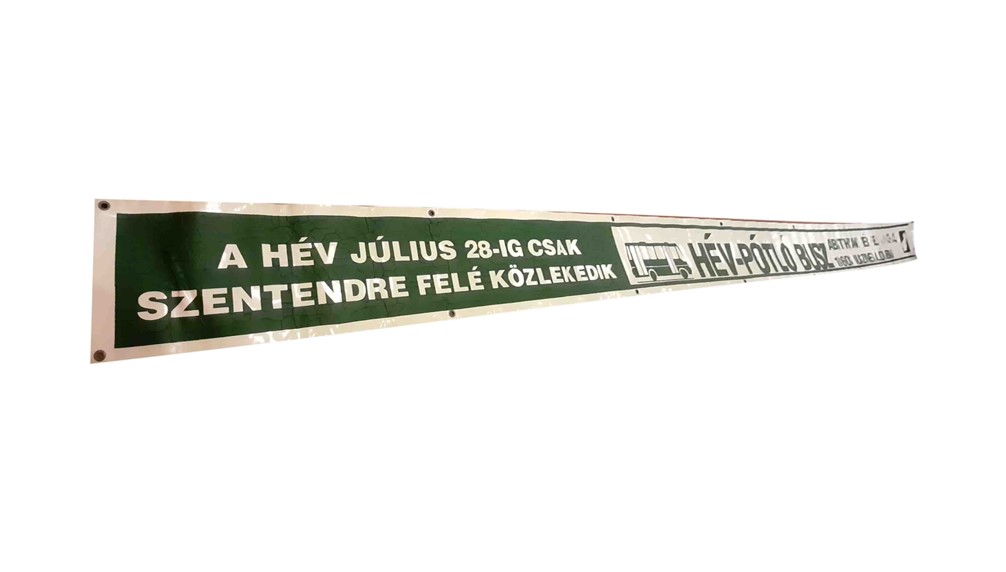 A HÉV JÚLIUS 28-IG CSAK
SZENTENDRE FELÉ KÖZLEKEDIK
HÉV-PÓTLÓ BUSZ